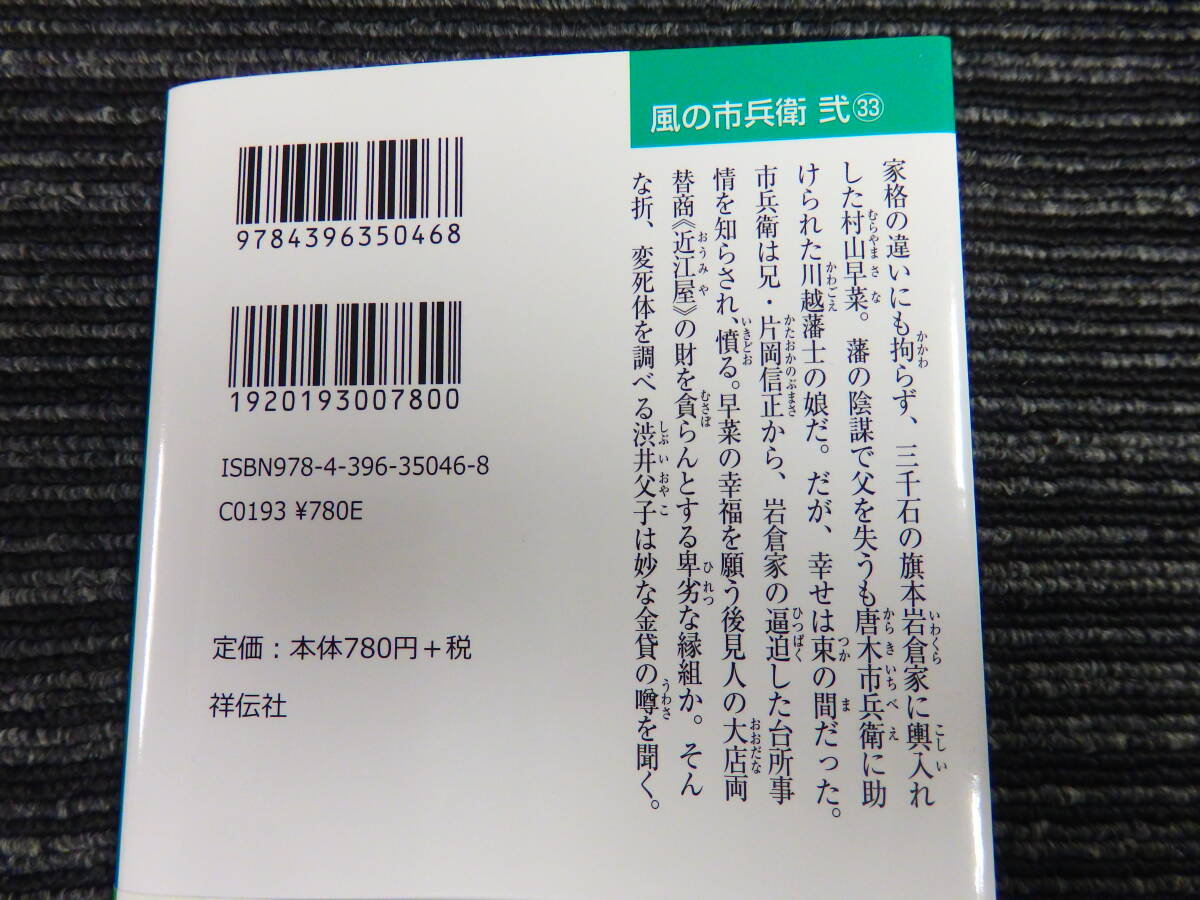 風の市兵衛 弐㉝
家格の違いにも拘らず、三千石の旗本岩倉家に輿入れ
した村山早菜。藩の陰謀で父を失うも唐木市兵衛に助
けられた川越藩士の娘だ。だが、幸せは束の間だった。
市兵衛は兄・片岡信正から、岩倉家の逼迫した台所事
情を知らされ、憤る。早菜の幸福を願う後見人の大店両
替商《近江屋》の財を貪らんとする卑劣な縁組か。そん
な折、変死体を調べる渋井父子は妙な金貸の噂を聞く。
9784396350468
1920193007800
ISBN978-4-396-35046-8
C0193 ¥780E
定価：本体780円＋税
祥伝社